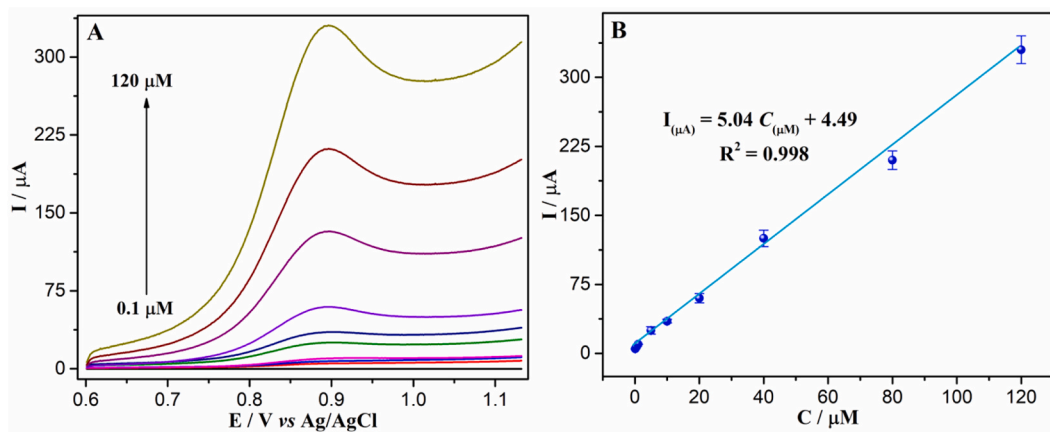 A
300
225
150
75
0
I / µA
120 µM
0.1 µM
0.6 0.7 0.8 0.9 1.0 1.1
E / V vs Ag/AgCl
B
300
225
150
75
0
I / µA
I(µA) = 5.04 C(µM) + 4.49
R² = 0.998
0 20 40 60 80 100 120
C / µM